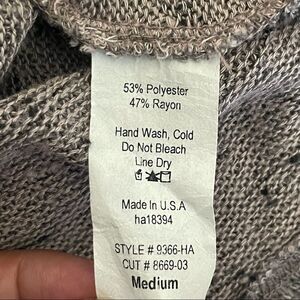 53% Polyester
47% Rayon
Hand Wash, Cold
Do Not Bleach
Line Dry
Made In U.S.A
ha18394
STYLE # 9366-HA
CUT # 8669-03
Medium